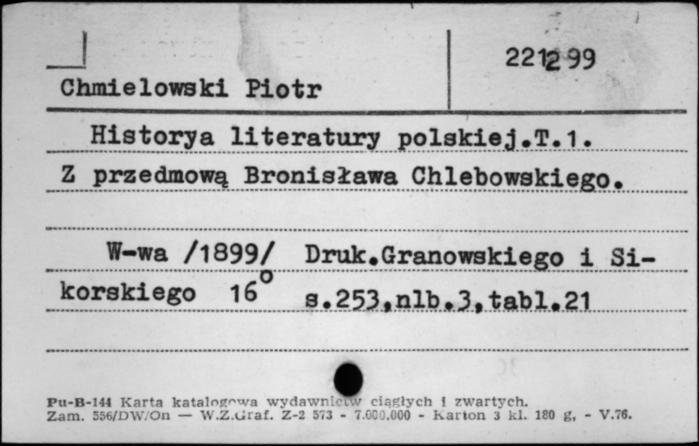 221299
Chmielowski Piotr
Historya literatury polskiej.T.1.
Z przedmową Bronisława Chlebowskiego.
W-wa /1899/ Druk.Granowskiego i Si-
korskiego 16° s.253,nlb.3,tabl.21
Pu-B-144 Karta katalogowa wydawnictw ciągłych i zwartych.
Zam. 556/DW/On — W.Z.Graf. Z-2 573 - 7.000.000 - Karton 3 kl. 180 g, - V.76.